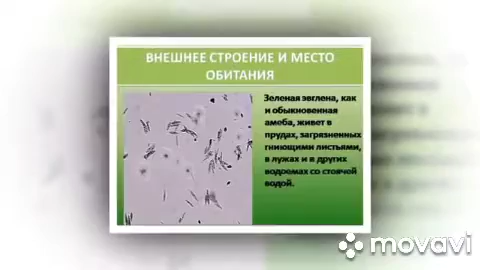 ВНЕШНЕЕ СТРОЕНИЕ И МЕСТО
ОБИТАНИЯ
Зеленая эвглена, как
и обыкновенная
амеба, живет в
прудах, загрязненных
гниющими листьями,
в лужах и в других
водоемах со стоячей
водой.
movavi